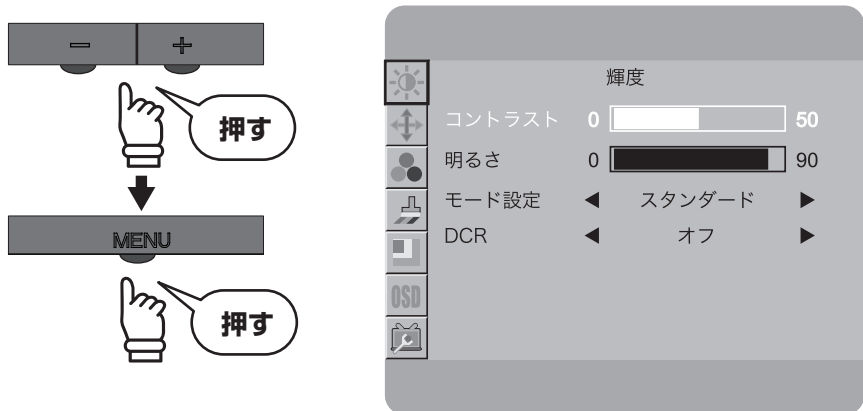 − +
押す
MENU
押す
輝度
コントラスト 0 50
明るさ 0 90
モード設定 ◀ スタンダード ▶
DCR ◀ オフ ▶
OSD